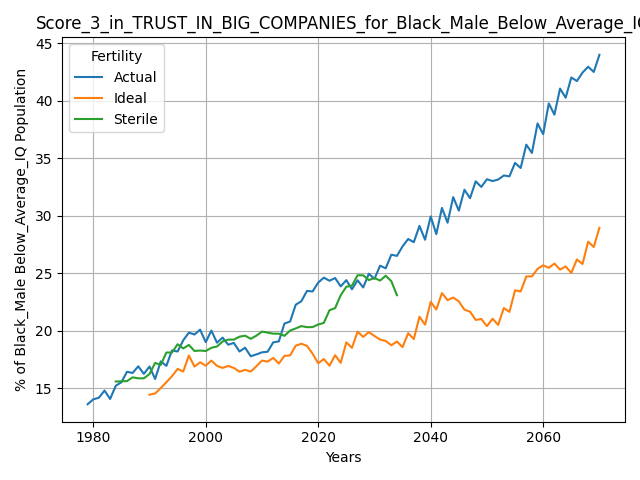 Score_3_in_TRUST_IN_BIG_COMPANIES_for_Black_Male_Below_Average_I
Fertility
Actual
Ideal
Sterile
% of Black_Male Below_Average_IQ Population
45
40
35
30
25
20
15
1980
2000
2020
2040
2060
Years